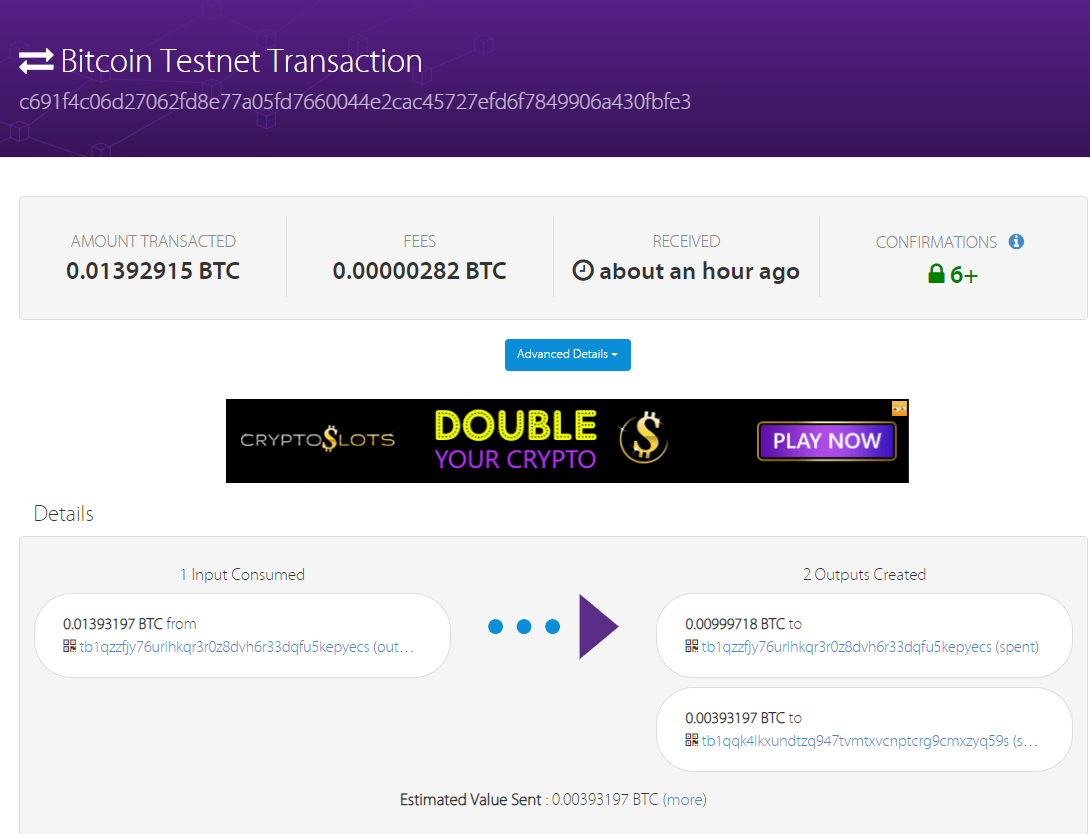 Bitcoin Testnet Transaction
c691f4c06d27062fd8e77a05fd7660044e2cac45727efd6f7849906a430fbfe3
AMOUNT TRANSACTED
0.01392915 BTC
FEES
0.00000282 BTC
RECEIVED
about an hour ago
CONFIRMATIONS
6+
Advanced Details
CRYPTO$LOTS
DOUBLE
YOUR CRYPTO
PLAY NOW
Details
1 Input Consumed
0.01393197 BTC from
tb1qzzfjy76urlhkqr3r0z8dvh6r33dqfu5kepyecs (out…
2 Outputs Created
0.00999718 BTC to
tb1qzzfjy76urlhkqr3r0z8dvh6r33dqfu5kepyecs (spent)
0.00393197 BTC to
tb1qqk4lkxundtzq947tvmtxvcnptcrg9cmxzyq59s (s…
Estimated Value Sent : 0.00393197 BTC (more)